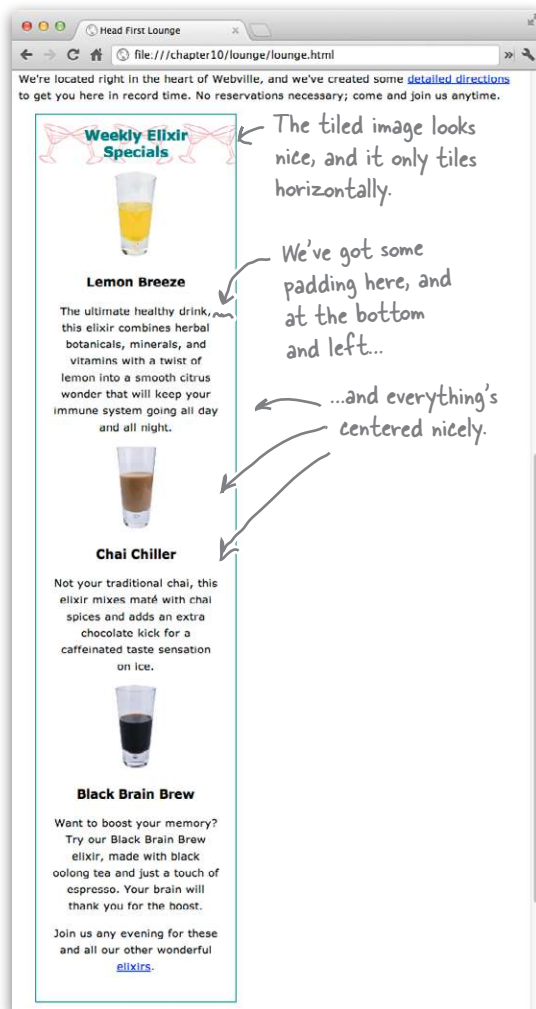 Head First Lounge
file:///chapter10/lounge/lounge.html
We're located right in the heart of Webville, and we've created some detailed directions
to get you here in record time. No reservations necessary; come and join us anytime.
Weekly Elixir
Specials
The tiled image looks
nice, and it only tiles
horizontally.
Lemon Breeze
We've got some
padding here, and
at the bottom
and left...
The ultimate healthy drink,
this elixir combines herbal
botanicals, minerals, and
vitamins with a twist of
lemon into a smooth citrus
wonder that will keep your
immune system going all day
and all night.
...and everything's
centered nicely.
Chai Chiller
Not your traditional chai, this
elixir mixes maté with chai
spices and adds an extra
chocolate kick for a
caffeinated taste sensation
on ice.
Black Brain Brew
Want to boost your memory?
Try our Black Brain Brew
elixir, made with black
oolong tea and just a touch of
espresso. Your brain will
thank you for the boost.
Join us any evening for these
and all our other wonderful
elixirs.